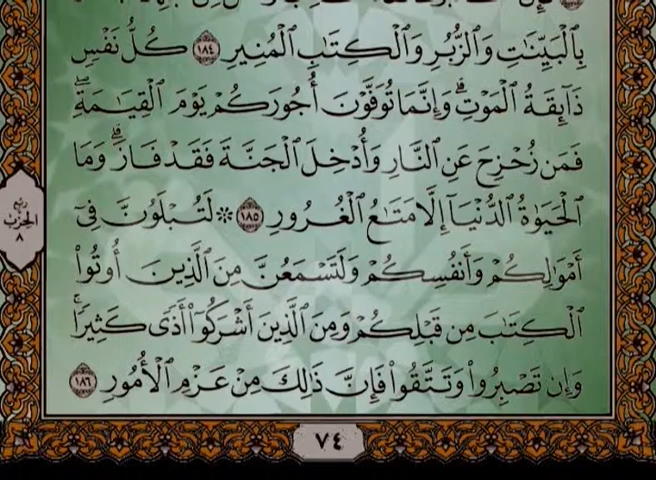 بِٱلْبَيِّنَٰتِ وَٱلزُّبُرِ وَٱلْكِتَٰبِ ٱلْمُنِيرِ ١٨٤ كُلُّ نَفْسٍ
ذَآئِقَةُ ٱلْمَوْتِۗ وَإِنَّمَا تُوَفَّوْنَ أُجُورَكُمْ يَوْمَ ٱلْقِيَٰمَةِۖ
فَمَن زُحْزِحَ عَنِ ٱلنَّارِ وَأُدْخِلَ ٱلْجَنَّةَ فَقَدْ فَازَۗ وَمَا
ٱلْحَيَوٰةُ ٱلدُّنْيَآ إِلَّا مَتَٰعُ ٱلْغُرُورِ ١٨٥ ۞ لَتُبْلَوُنَّ فِىٓ
أَمْوَٰلِكُمْ وَأَنفُسِكُمْ وَلَتَسْمَعُنَّ مِنَ ٱلَّذِينَ أُوتُوا۟
ٱلْكِتَٰبَ مِن قَبْلِكُمْ وَمِنَ ٱلَّذِينَ أَشْرَكُوٓا۟ أَذًى كَثِيرًاۚ
وَإِن تَصْبِرُوا۟ وَتَتَّقُوا۟ فَإِنَّ ذَٰلِكَ مِنْ عَزْمِ ٱلْأُمُورِ ١٨٦
ربع
الحزب
٨
٧٤